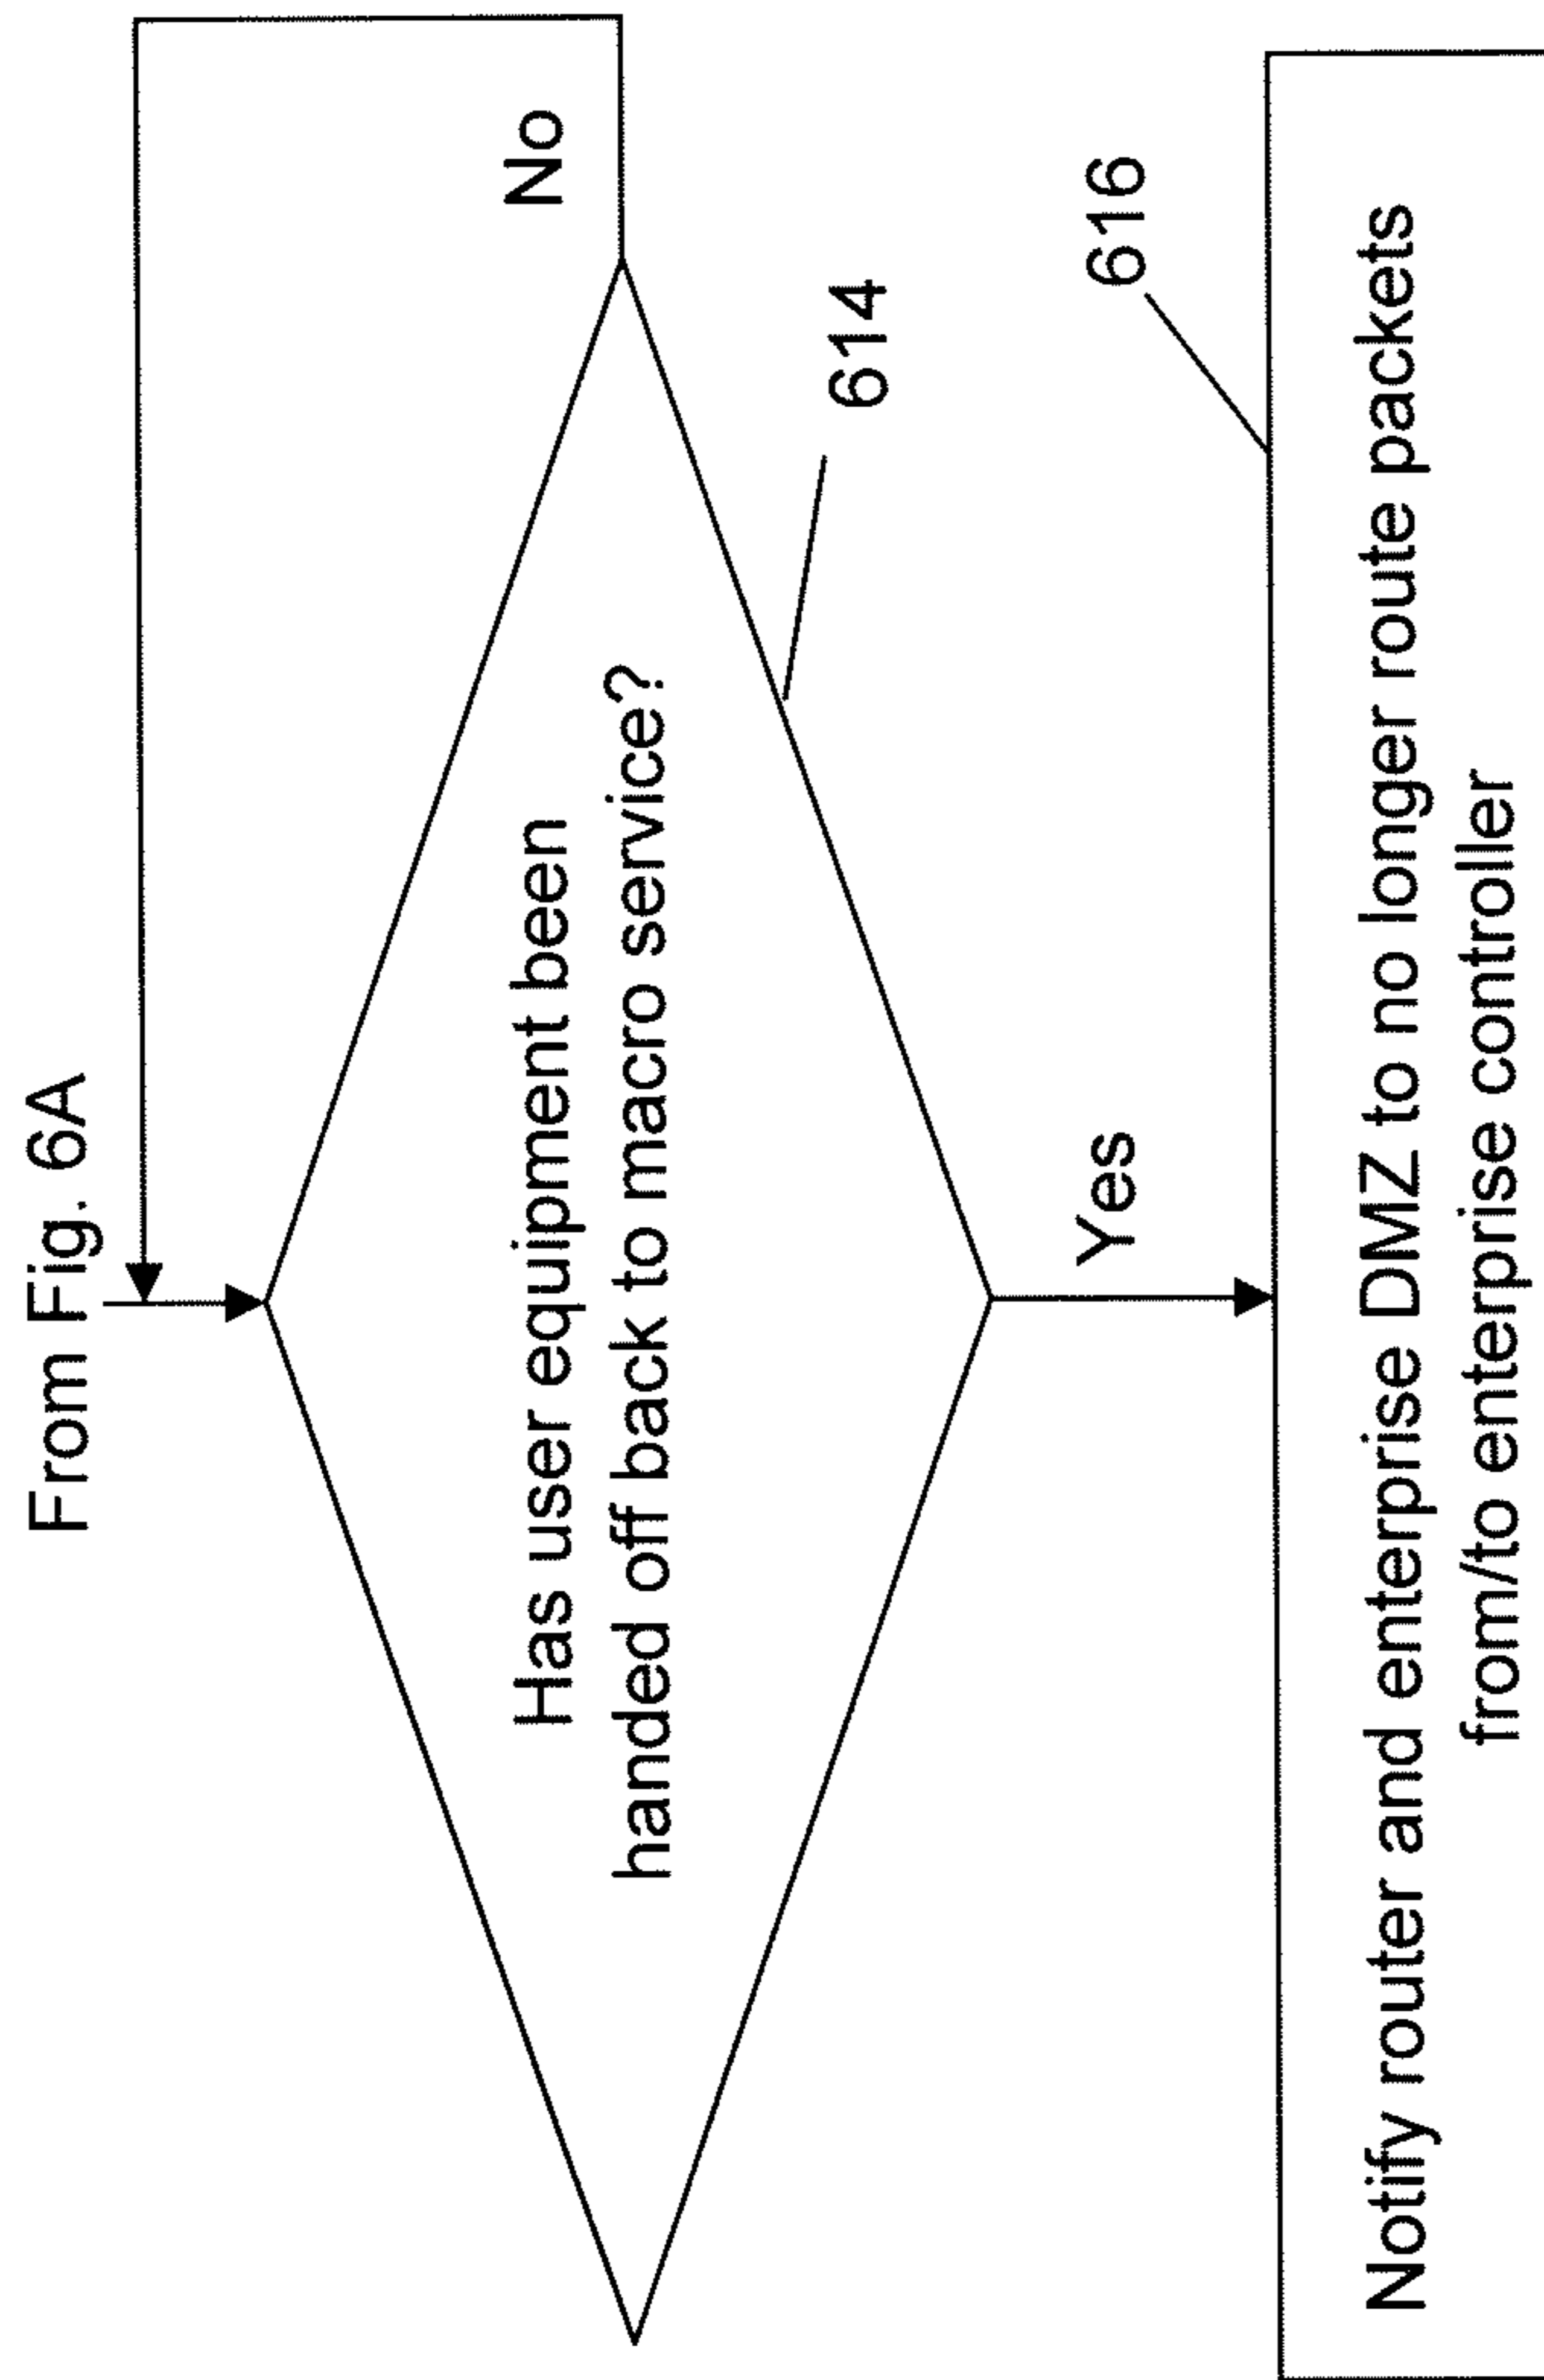 From Fig. 6A
Has user equipment been
handed off back to macro service?
No
614
Yes
616
Notify router and enterprise DMZ to no longer route packets
from/to enterprise controller